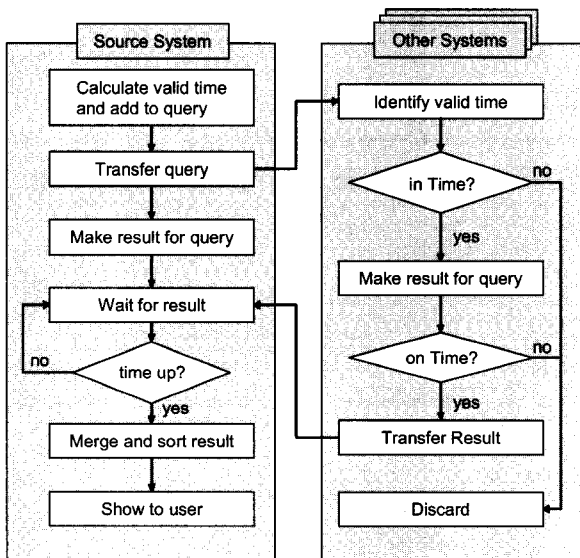 Source System
Calculate valid time
and add to query
Transfer query
Make result for query
Wait for result
no
time up?
yes
Merge and sort result
Show to user
Other Systems
Identify valid time
in Time?
no
yes
Make result for query
on Time?
no
yes
Transfer Result
Discard